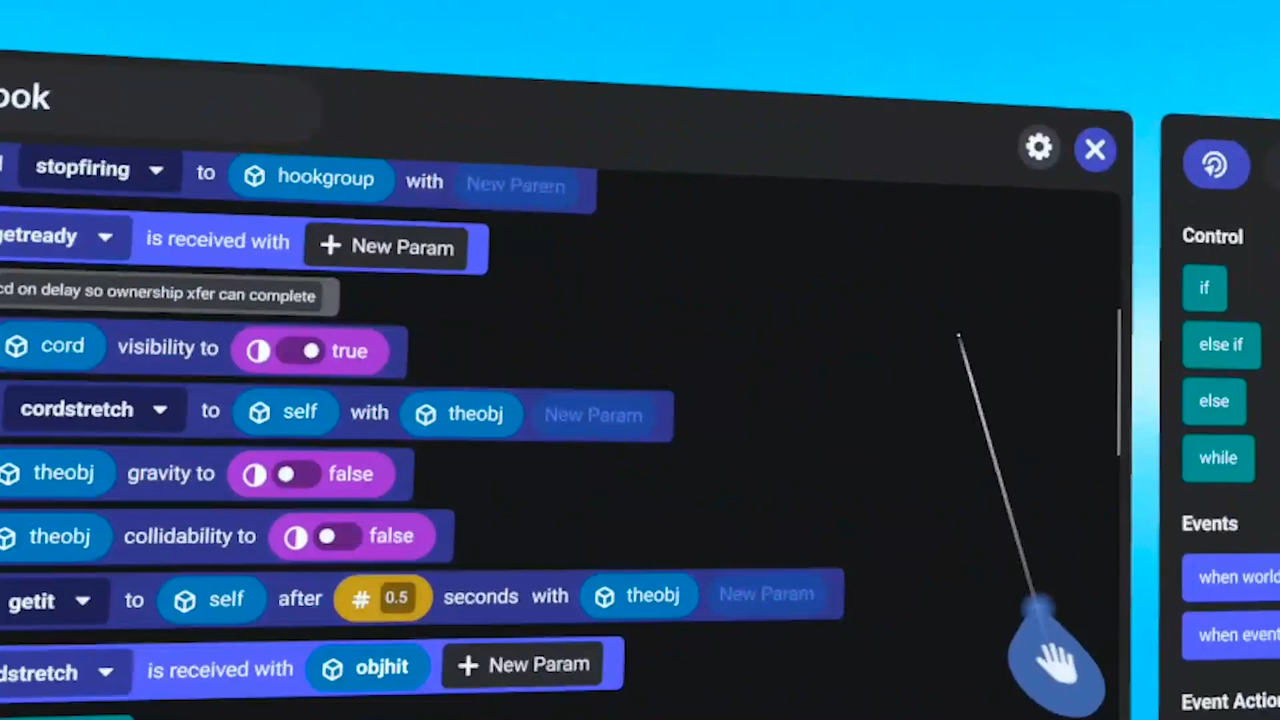 ook
stopfiring to hookgroup with New Param
getready is received with + New Param
cd on delay so ownership xfer can complete
cord visibility to true
cordstretch to self with theobj New Param
theobj gravity to false
theobj collidability to false
getit to self after # 0.5 seconds with theobj New Param
dstretch is received with objhit + New Param
Control
if
else if
else
while
Events
when world
when event
Event Action